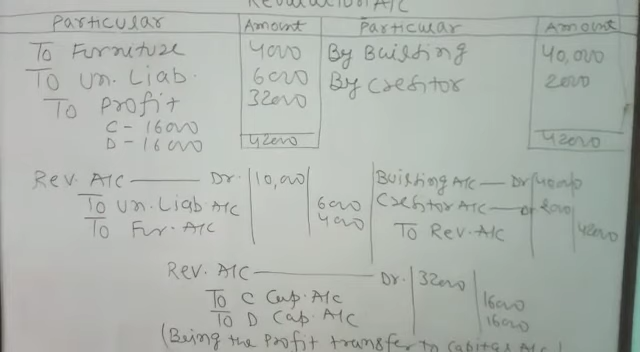 Revaluation A/C
Particular Amount Particular Amount
To Furneture 4000 By Building 40,000
To un. Liab. 6000 By Creditor 2000
To Profit 32000
C - 16000
D - 16000 42000 42000
Rev. A/C Dr. 10,000
To un. Liab A/C 6000
To Fur. A/C 4000
Building A/C Dr 40000
Creditor A/C Dr 2000
To Rev. A/C 42000
Rev. A/C Dr. 32000
To C Cap. A/C 16000
To D Cap. A/C 16000
(Being the Profit transfer to Capital A/C)